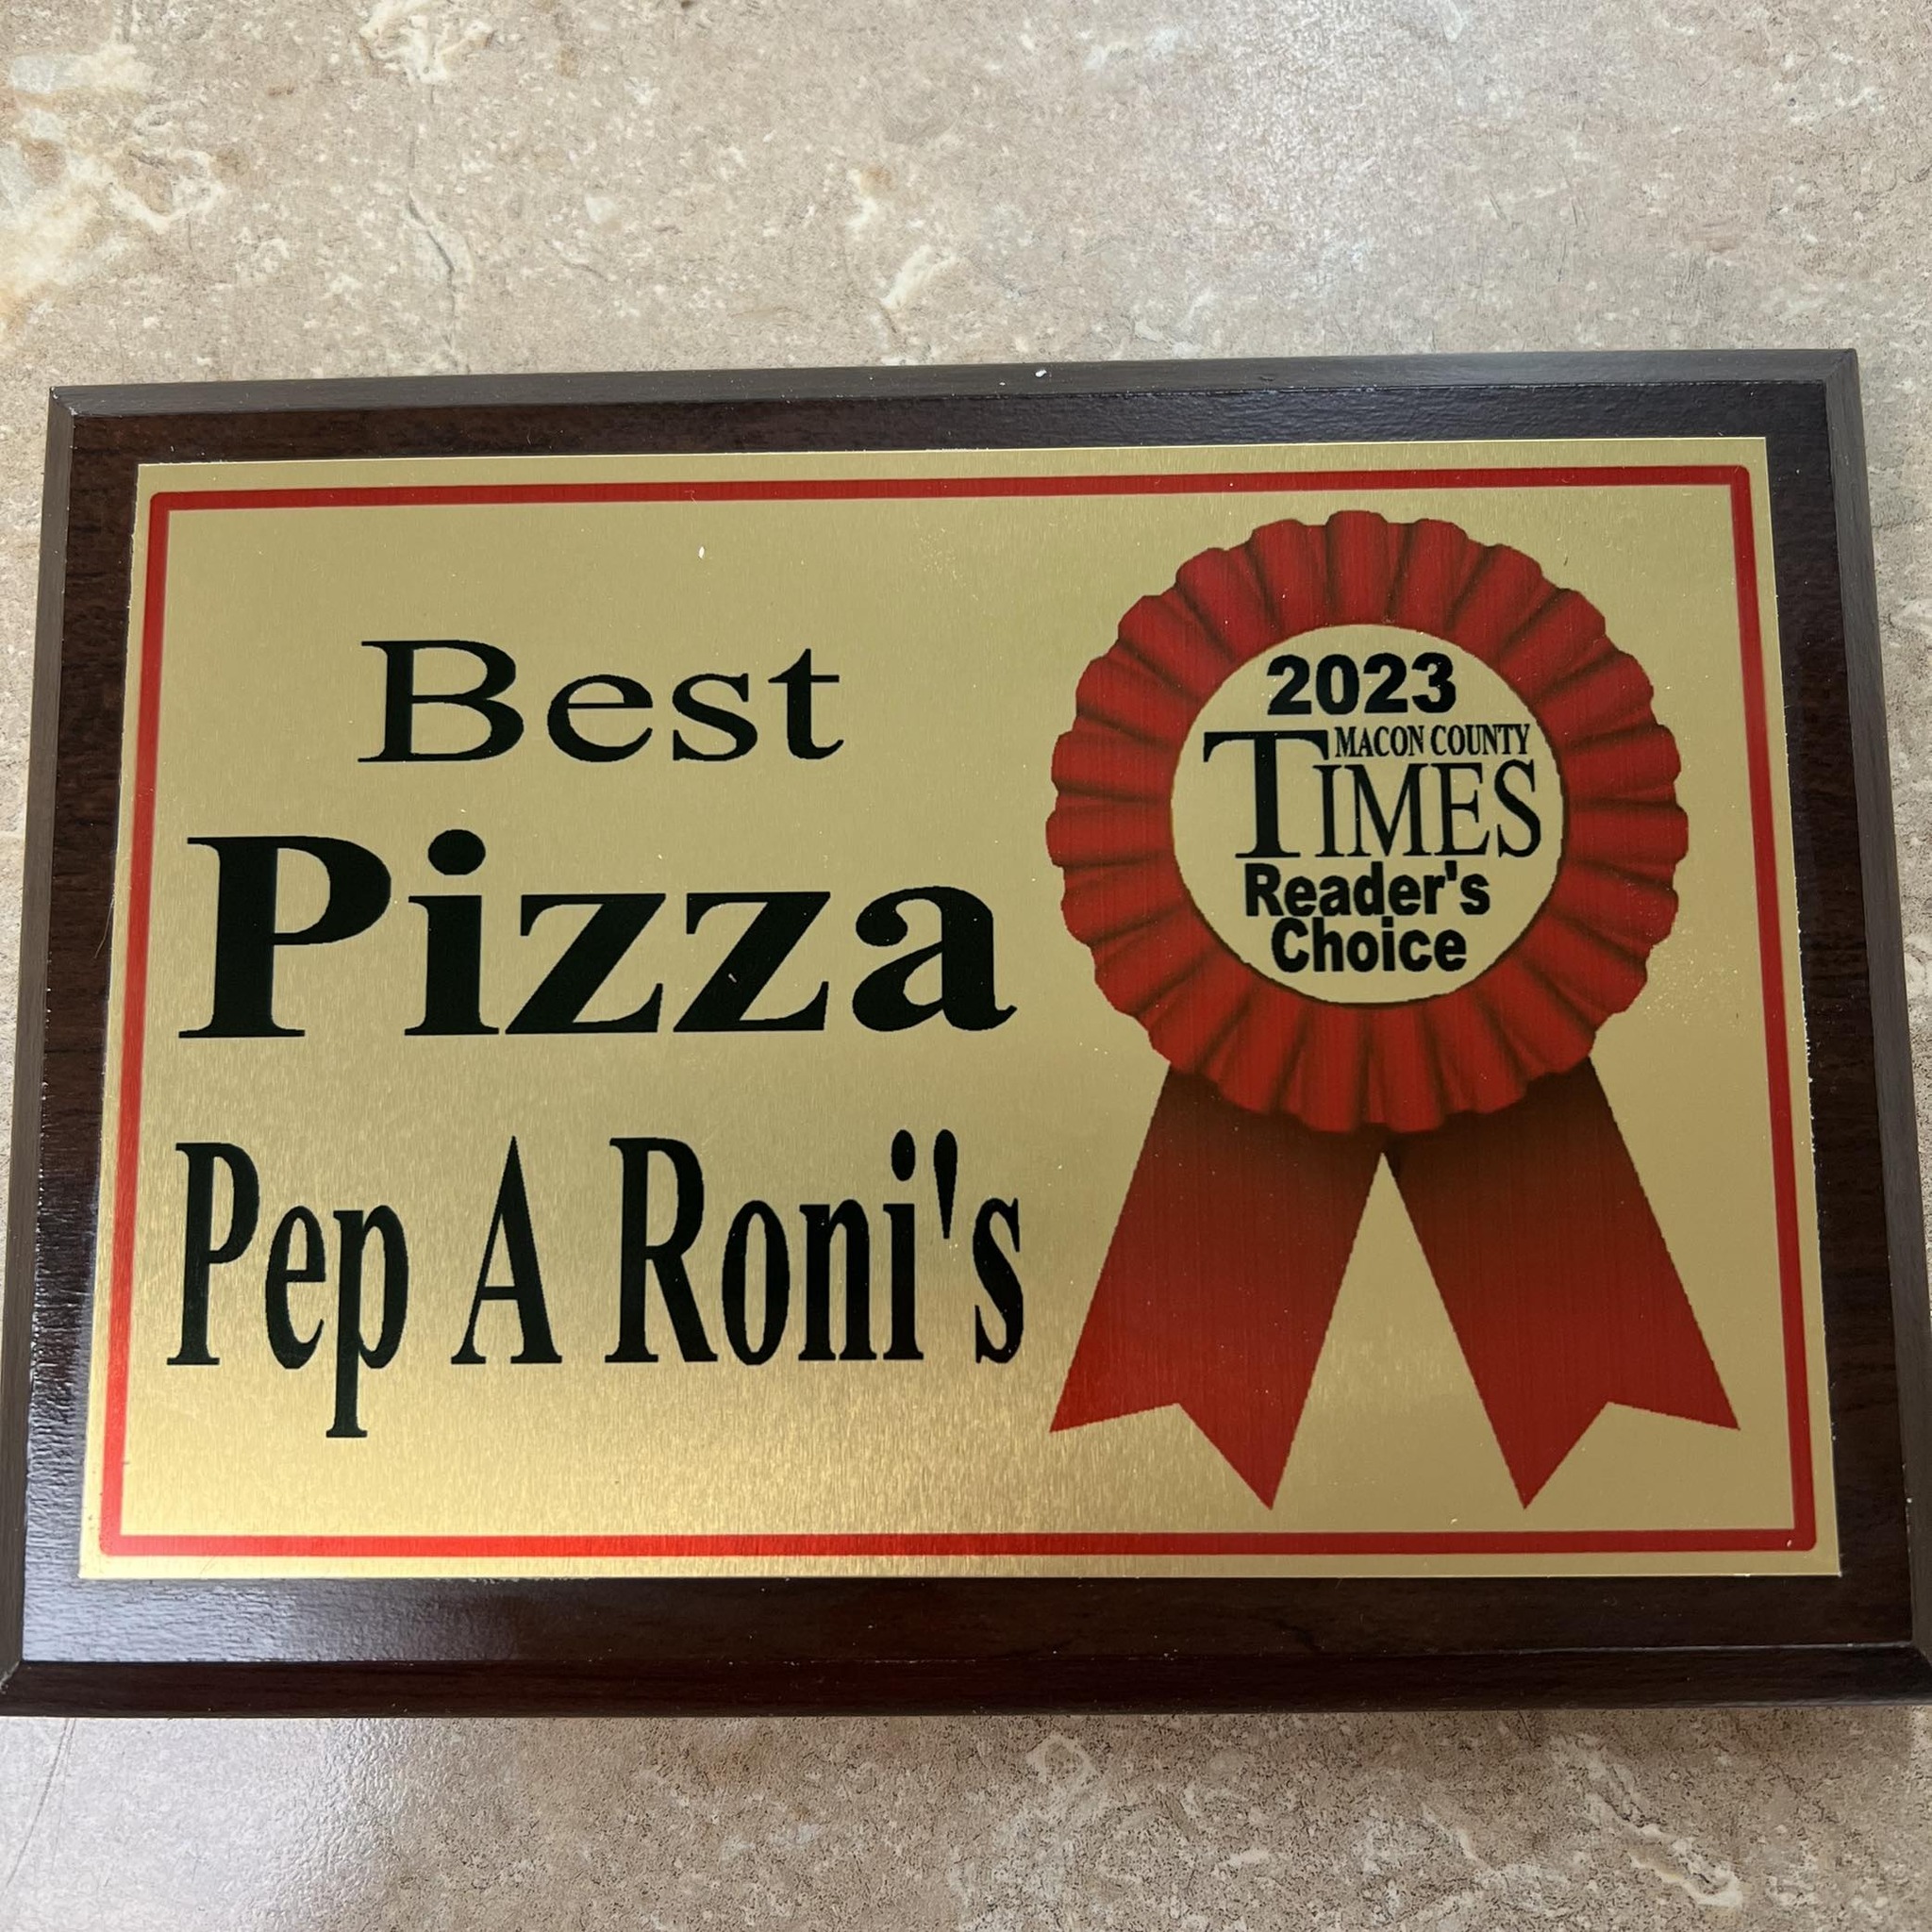 Best
Pizza
Pep A Roni's
2023
MACON COUNTY
TIMES
Reader's
Choice